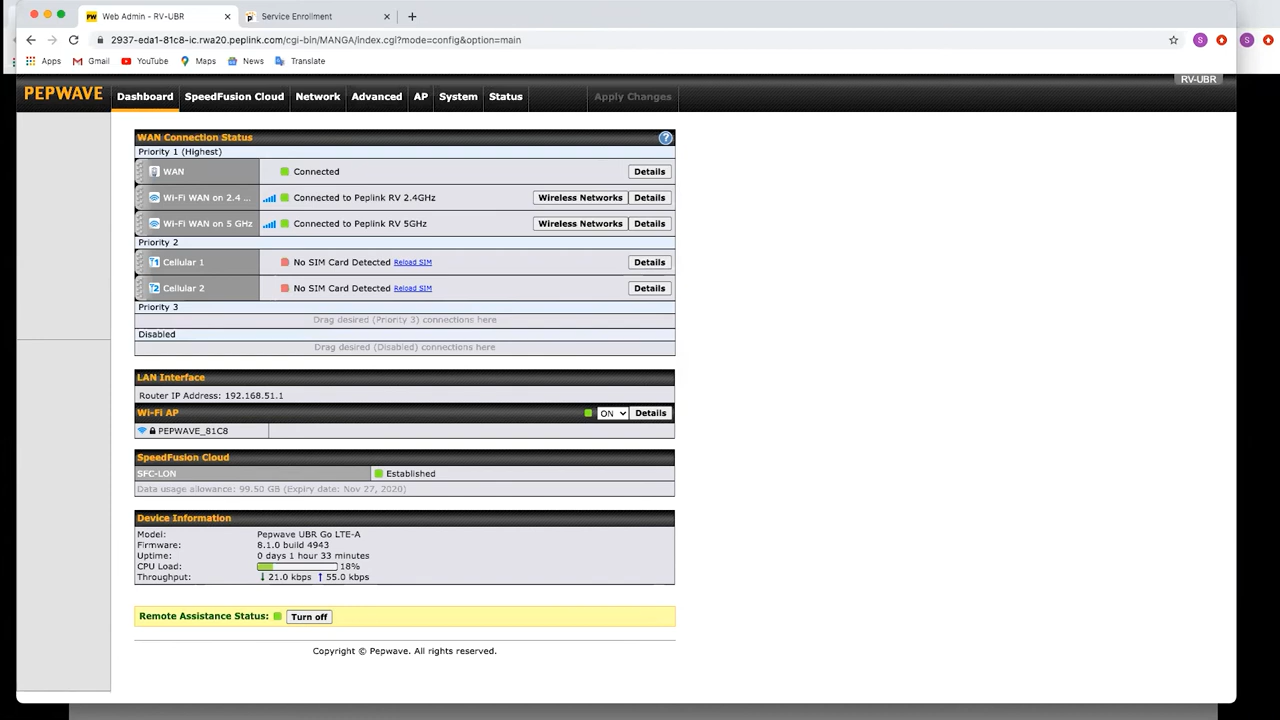 Web Admin - RV-UBR
Service Enrollment
2937-eda1-81c8-ic.rwa20.peplink.com/cgi-bin/MANGA/index.cgi?mode=config&option=main
S
S
Apps Gmail YouTube Maps News Translate
RV-UBR
PEPWAVE Dashboard SpeedFusion Cloud Network Advanced AP System Status Apply Changes
WAN Connection Status ?
Priority 1 (Highest)
WAN Connected Details
Wi-Fi WAN on 2.4 ... Connected to Peplink RV 2.4GHz Wireless Networks Details
Wi-Fi WAN on 5 GHz Connected to Peplink RV 5GHz Wireless Networks Details
Priority 2
1 Cellular 1 No SIM Card Detected Reload SIM Details
2 Cellular 2 No SIM Card Detected Reload SIM Details
Priority 3
Drag desired (Priority 3) connections here
Disabled
Drag desired (Disabled) connections here
LAN Interface
Router IP Address: 192.168.51.1
Wi-Fi AP ON Details
PEPWAVE_81C8
SpeedFusion Cloud
SFC-LON Established
Data usage allowance: 99.50 GB (Expiry date: Nov 27, 2020)
Device Information
Model: Pepwave UBR Go LTE-A
Firmware: 8.1.0 build 4943
Uptime: 0 days 1 hour 33 minutes
CPU Load: 18%
Throughput: 21.0 kbps 55.0 kbps
Remote Assistance Status: Turn off
Copyright © Pepwave. All rights reserved.